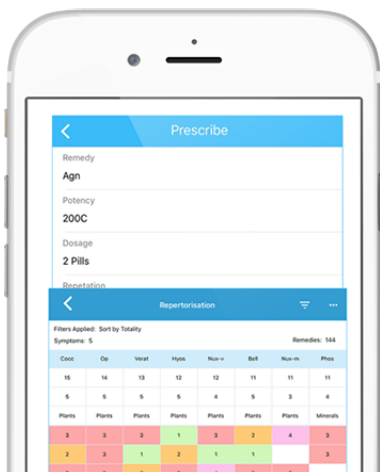 Prescribe
Remedy
Agn
Potency
200C
Dosage
2 Pills
Repetation
Repertorisation
Filters Applied: Sort by Totality
Symptoms: 5 Remedies: 144
Cocc Op Verat Hyos Nux-v Bell Nux-m Phos
15 14 13 12 12 11 11 11
5 5 5 5 4 5 3 4
Plants Plants Plants Plants Plants Plants Plants Minerals
3 3 3 1 3 2 4 3
2 3 1 2 1 1 3